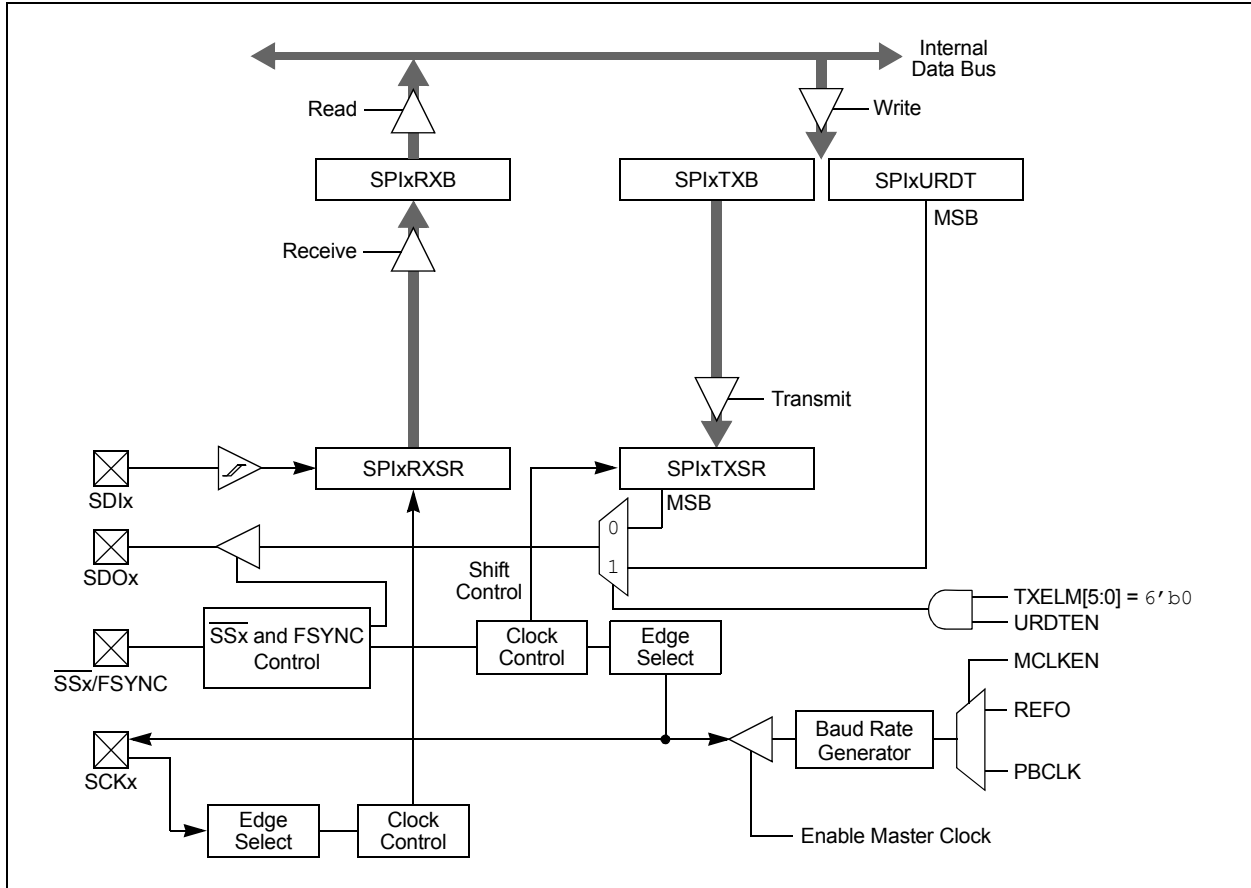 Internal
Data Bus
Read
Write
SPIxRXB
SPIxTXB
SPIxURDT
MSB
Receive
Transmit
SPIxRXSR
SPIxTXSR
SDIx
MSB
0
1
SDOx
Shift
Control
TXELM[5:0] = 6’b0
URDTEN
SSx and FSYNC
Control
Clock
Control
Edge
Select
SSx/FSYNC
MCLKEN
REFO
Baud Rate
Generator
PBCLK
SCKx
Edge
Select
Clock
Control
Enable Master Clock